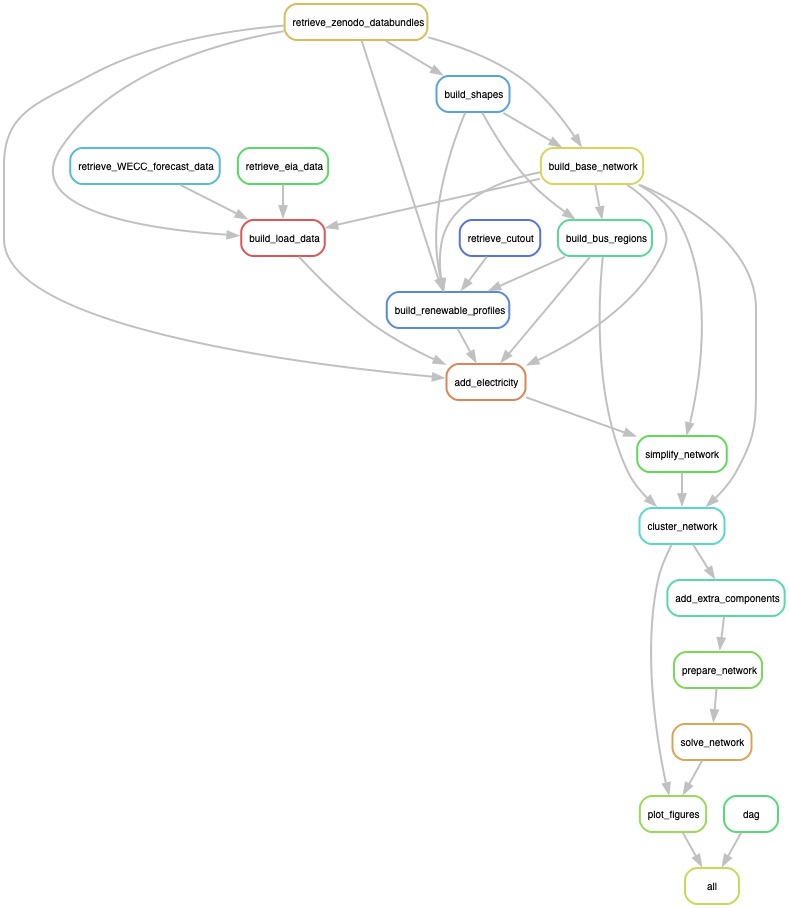 retrieve_zenodo_databundles
build_shapes
retrieve_WECC_forecast_data
retrieve_eia_data
build_base_network
build_load_data
retrieve_cutout
build_bus_regions
build_renewable_profiles
add_electricity
simplify_network
cluster_network
add_extra_components
prepare_network
solve_network
plot_figures
dag
all